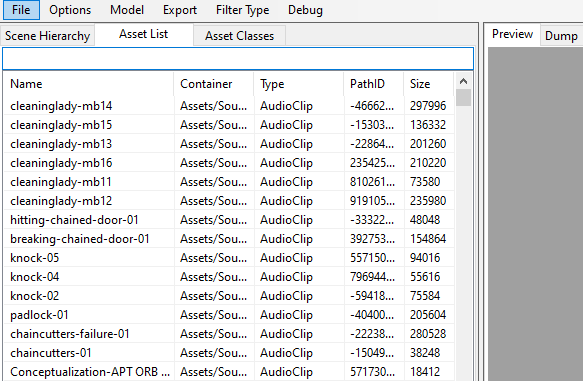 File Options Model Export Filter Type Debug
Scene Hierarchy Asset List Asset Classes Preview Dump
Name Container Type PathID Size
cleaninglady-mb14 Assets/Sou... AudioClip -46662... 297996
cleaninglady-mb15 Assets/Sou... AudioClip -15303... 136332
cleaninglady-mb13 Assets/Sou... AudioClip -22864... 201260
cleaninglady-mb16 Assets/Sou... AudioClip 235425... 210220
cleaninglady-mb11 Assets/Sou... AudioClip 810261... 73580
cleaninglady-mb12 Assets/Sou... AudioClip 919105... 235980
hitting-chained-door-01 Assets/Sou... AudioClip -33322... 48048
breaking-chained-door-01 Assets/Sou... AudioClip 392753... 154864
knock-05 Assets/Sou... AudioClip 557150... 94016
knock-04 Assets/Sou... AudioClip 796944... 55616
knock-02 Assets/Sou... AudioClip -59418... 75584
padlock-01 Assets/Sou... AudioClip -40400... 205604
chaincutters-failure-01 Assets/Sou... AudioClip -22238... 280528
chaincutters-01 Assets/Sou... AudioClip -15049... 38248
Conceptualization-APT ORB ... Assets/Sou... AudioClip 571730... 18412